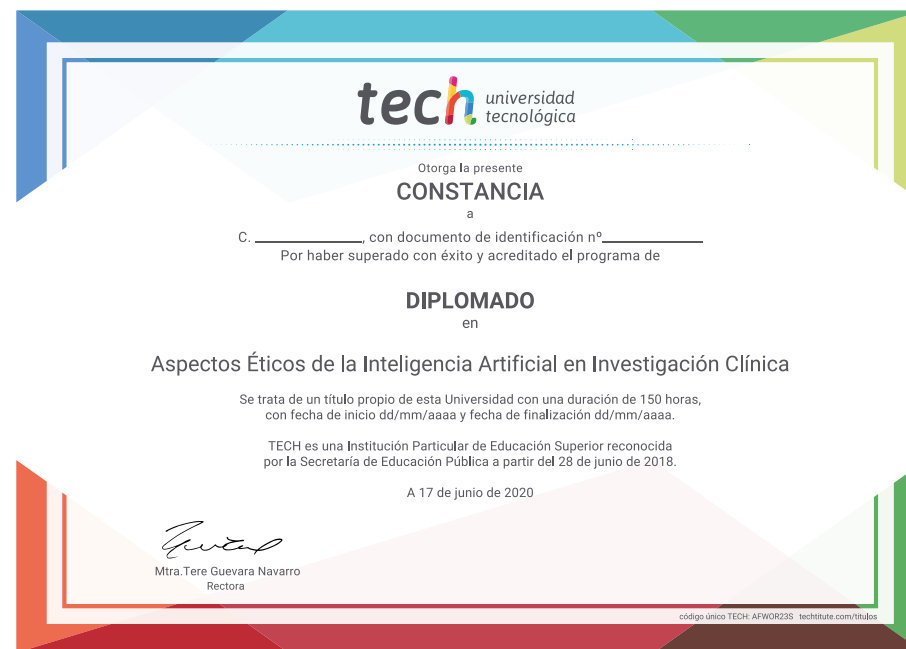 tech universidad
tecnológica
Otorga la presente
CONSTANCIA
a
C. ____________, con documento de identificación nº____________
Por haber superado con éxito y acreditado el programa de
DIPLOMADO
en
Aspectos Éticos de la Inteligencia Artificial en Investigación Clínica
Se trata de un título propio de esta Universidad con una duración de 150 horas,
con fecha de inicio dd/mm/aaaa y fecha de finalización dd/mm/aaaa.
TECH es una Institución Particular de Educación Superior reconocida
por la Secretaría de Educación Pública a partir del 28 de junio de 2018.
A 17 de junio de 2020
Mtra.Tere Guevara Navarro
Rectora
código único TECH: AFWOR23S techtitute.com/titulos